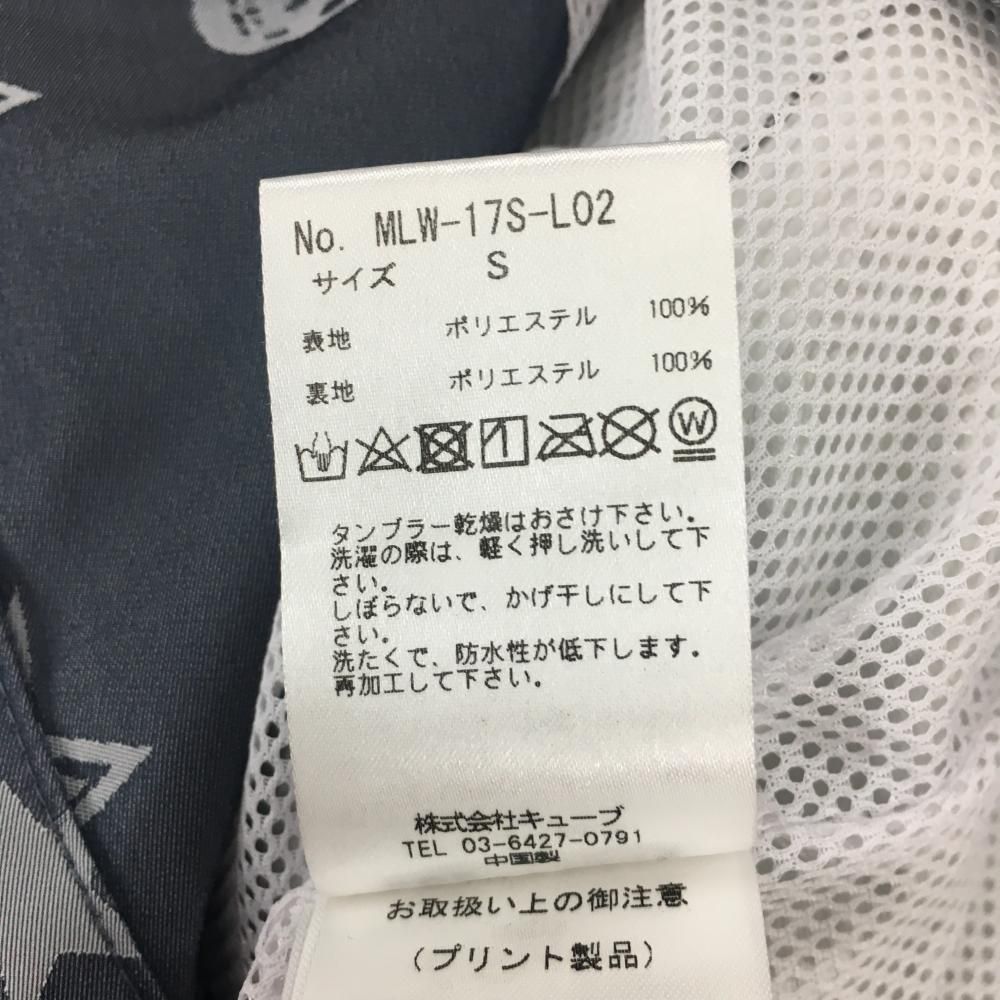 No. MLW-17S-L02
サイズ S
表地 ポリエステル 100%
裏地 ポリエステル 100%
W
タンブラー乾燥はおさけ下さい。
洗濯の際は、軽く押し洗いして下
さい。
しぼらないで、かげ干しにして下
さい。
洗たくで、防水性が低下します。
再加工して下さい。
株式会社キューブ
TEL 03-6427-0791
中国製
お取扱い上の御注意
(プリント製品)